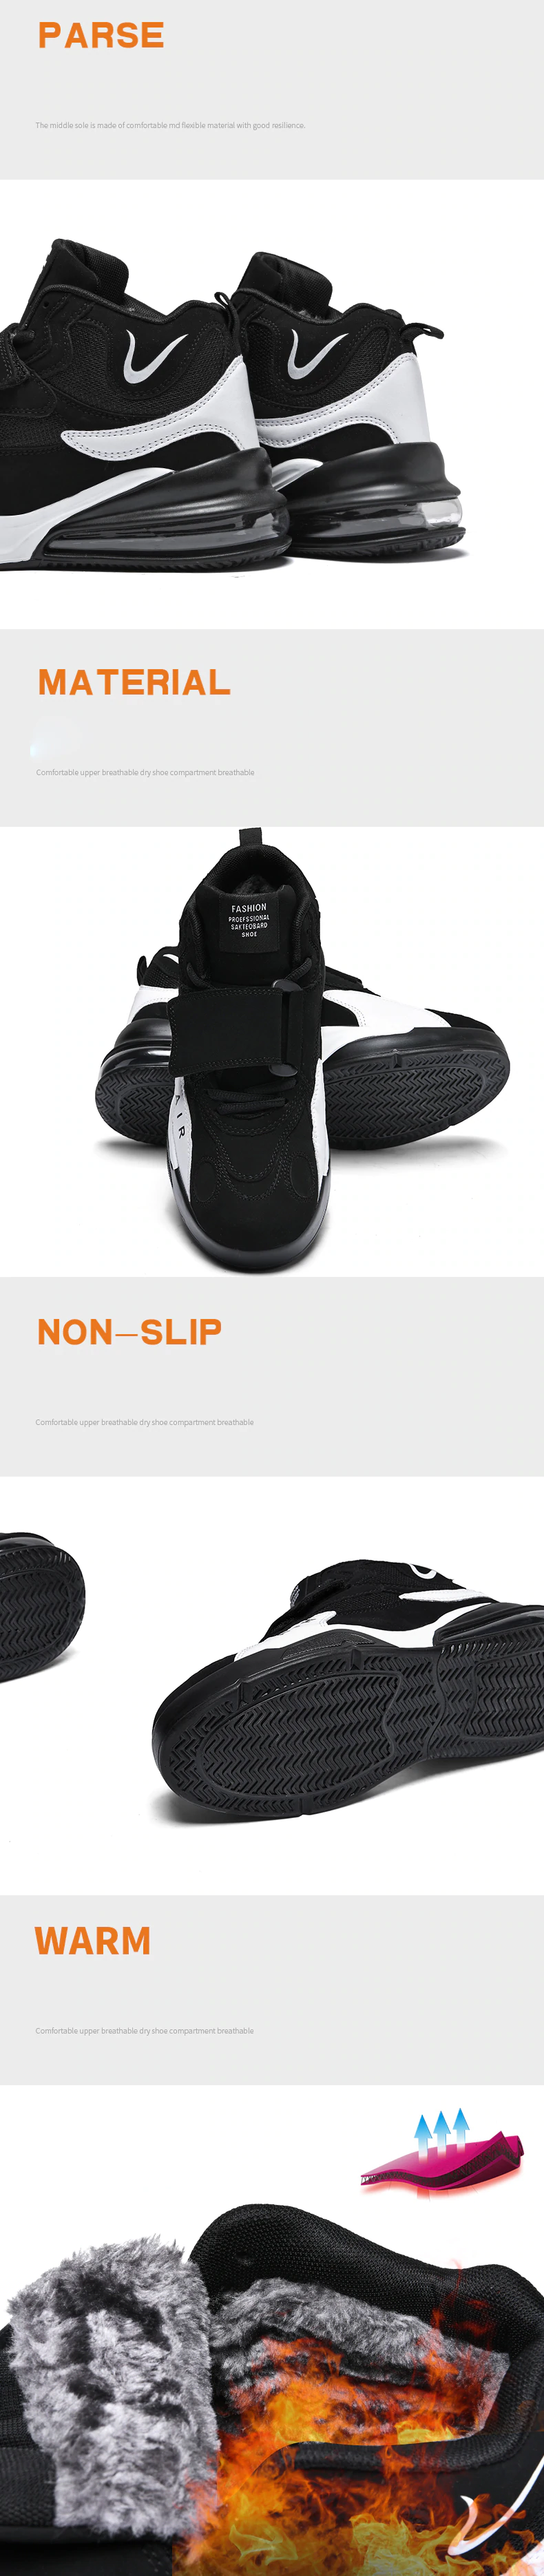 PARSE
The middle sole is made of comfortable md flexible material with good resilience.
MATERIAL
Comfortable upper breathable dry shoe compartment breathable
FASHION
PROEFSSIONAL
SAKTEOBARD
SHOE
AIR
NON—SLIP
Comfortable upper breathable dry shoe compartment breathable
WARM
Comfortable upper breathable dry shoe compartment breathable